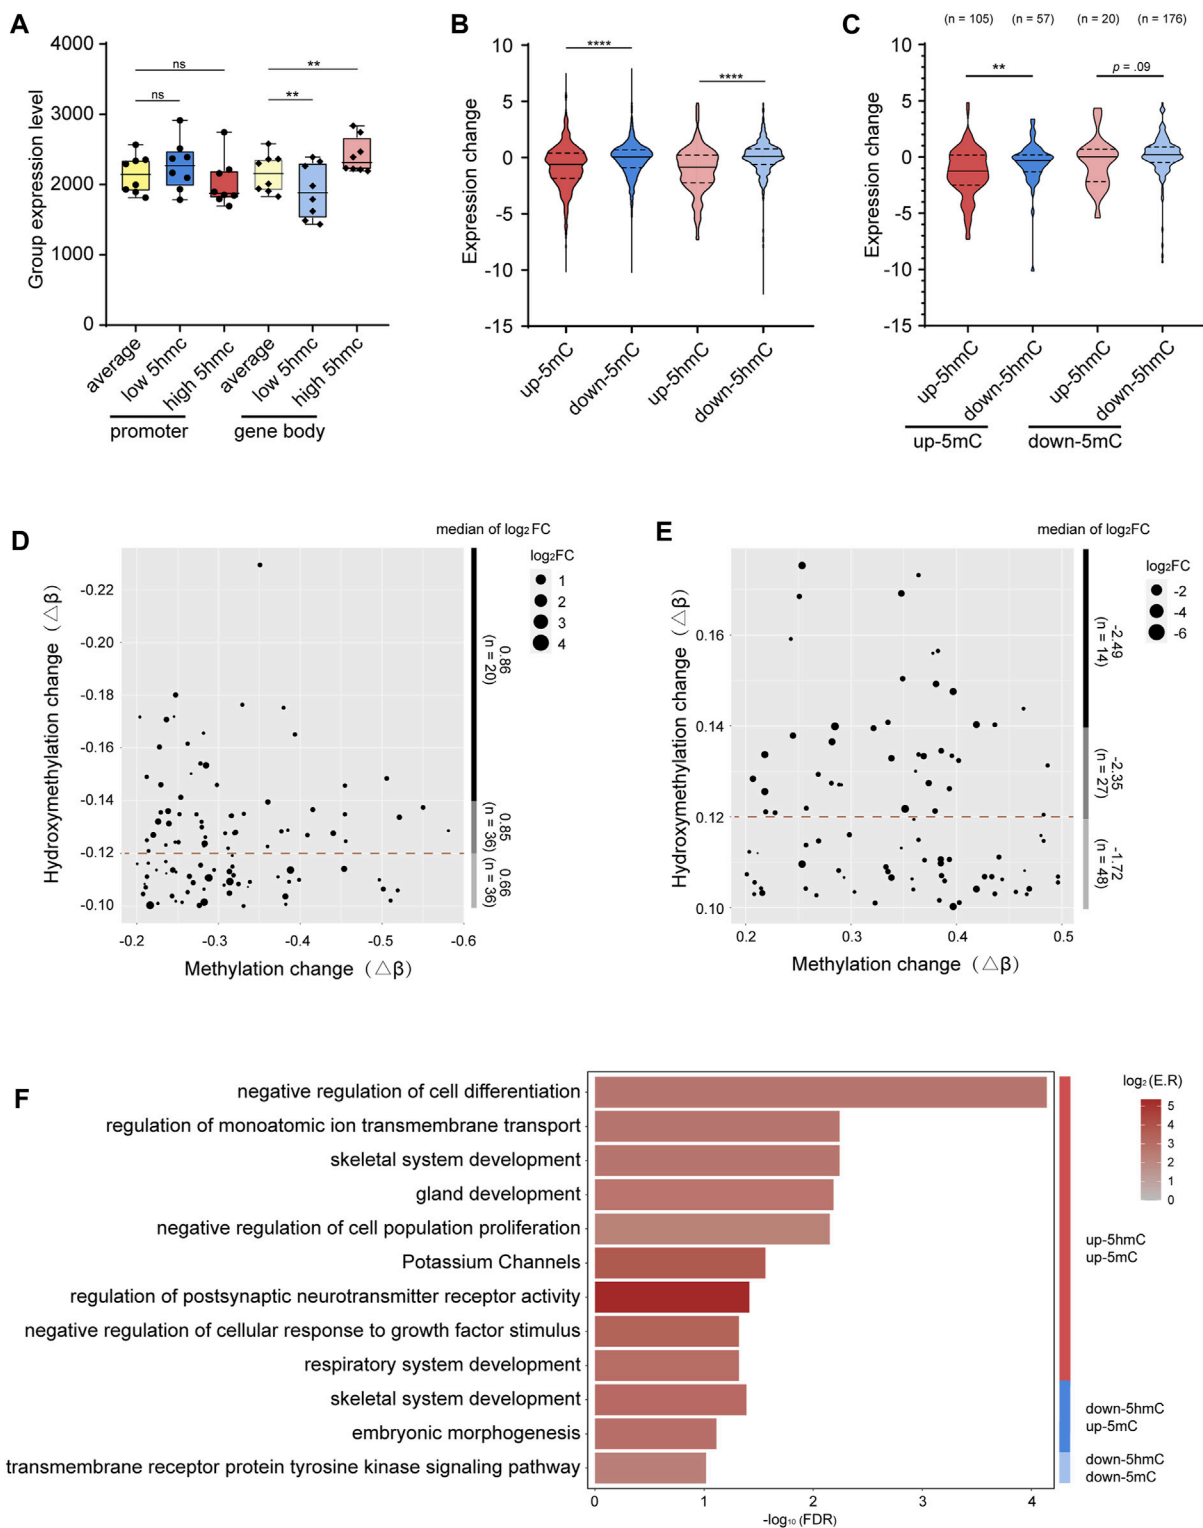 A
4000
3000
2000
1000
0
Group expression level
ns
ns
**
**
average
low 5hmc
high 5hmc
average
low 5hmc
high 5hmc
promoter
gene body
B
10
5
0
-5
-10
-15
Expression change
****
****
up-5mC
down-5mC
up-5hmC
down-5hmC
C
(n = 105)
(n = 57)
(n = 20)
(n = 176)
10
5
0
-5
-10
-15
Expression change
**
p = .09
up-5hmC
down-5hmC
up-5hmC
down-5hmC
up-5mC
down-5mC
D
median of log₂FC
log₂FC
1
2
3
4
Hydroxymethylation change (△β)
-0.22
-0.20
-0.18
-0.16
-0.14
-0.12
-0.10
0.86
(n = 20)
0.85
(n = 36)
0.66
(n = 36)
-0.2
-0.3
-0.4
-0.5
-0.6
Methylation change (△β)
E
median of log₂FC
log₂FC
-2
-4
-6
Hydroxymethylation change (△β)
0.16
0.14
0.12
0.10
-2.49
(n = 14)
-2.35
(n = 27)
-1.72
(n = 48)
0.2
0.3
0.4
0.5
Methylation change (△β)
F
negative regulation of cell differentiation
regulation of monoatomic ion transmembrane transport
skeletal system development
gland development
negative regulation of cell population proliferation
Potassium Channels
regulation of postsynaptic neurotransmitter receptor activity
negative regulation of cellular response to growth factor stimulus
respiratory system development
skeletal system development
embryonic morphogenesis
transmembrane receptor protein tyrosine kinase signaling pathway
0
1
2
3
4
-log₁₀ (FDR)
log₂ (E.R)
5
4
3
2
1
0
up-5hmC
up-5mC
down-5hmC
up-5mC
down-5hmC
down-5mC